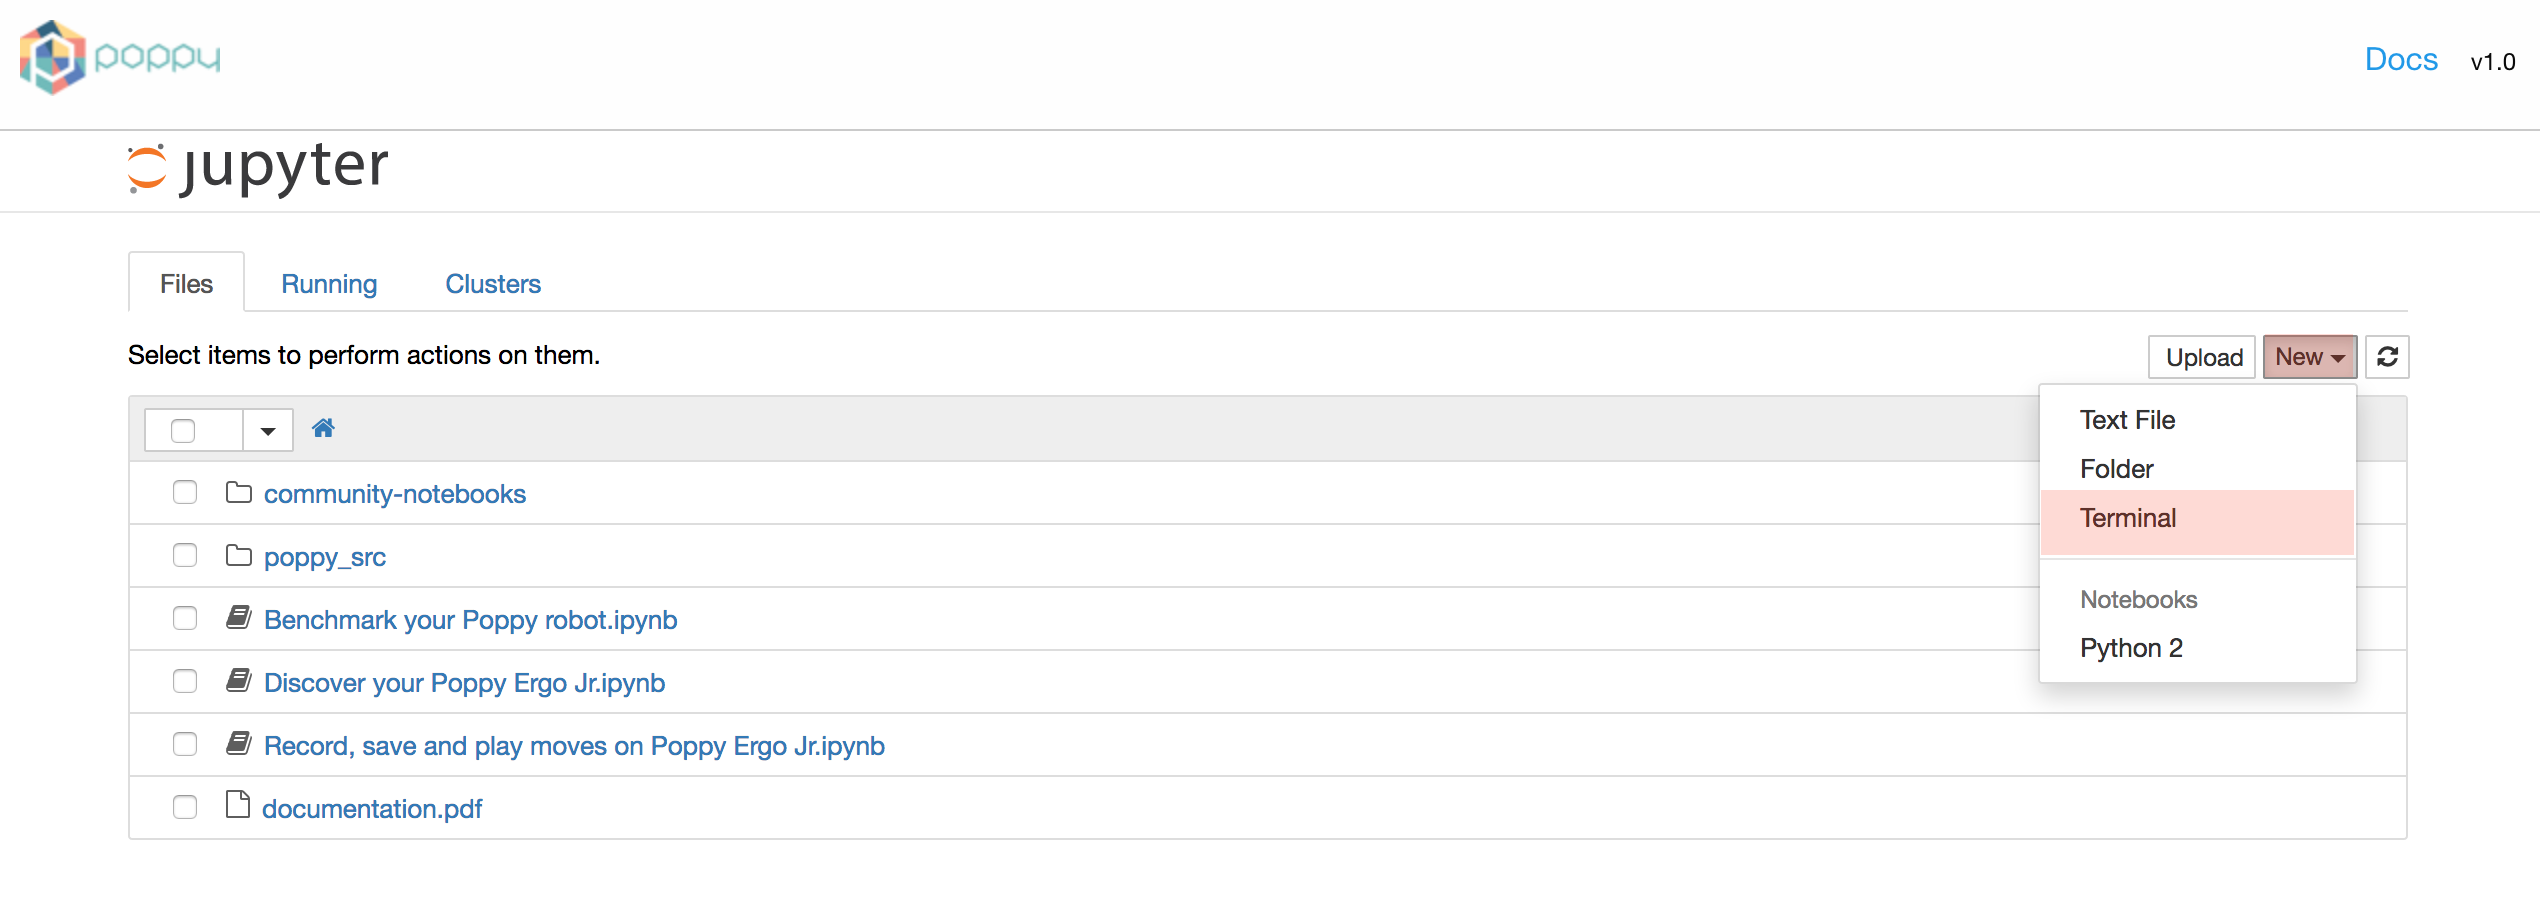 poppy
Docs v1.0
jupyter
Files Running Clusters
Select items to perform actions on them.
Upload New
Text File
Folder
Terminal
Notebooks
Python 2
community-notebooks
poppy_src
Benchmark your Poppy robot.ipynb
Discover your Poppy Ergo Jr.ipynb
Record, save and play moves on Poppy Ergo Jr.ipynb
documentation.pdf